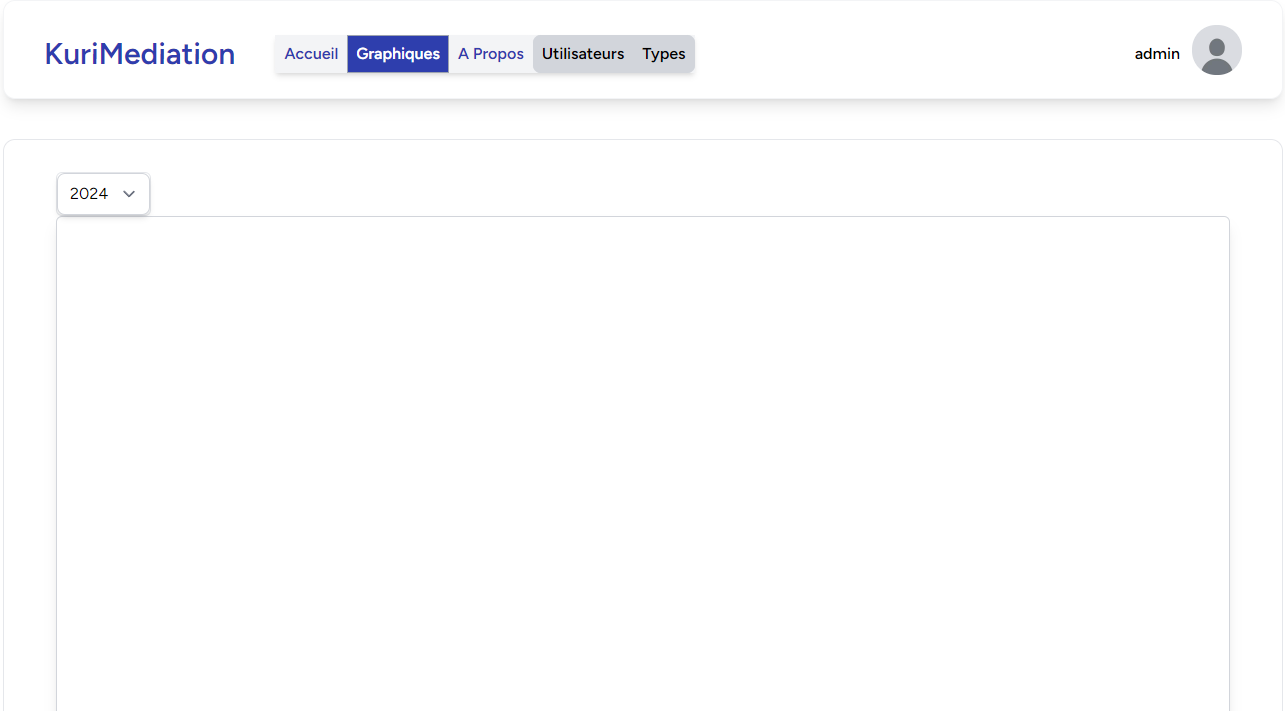 KuriMediation
Accueil Graphiques A Propos Utilisateurs Types
admin
2024